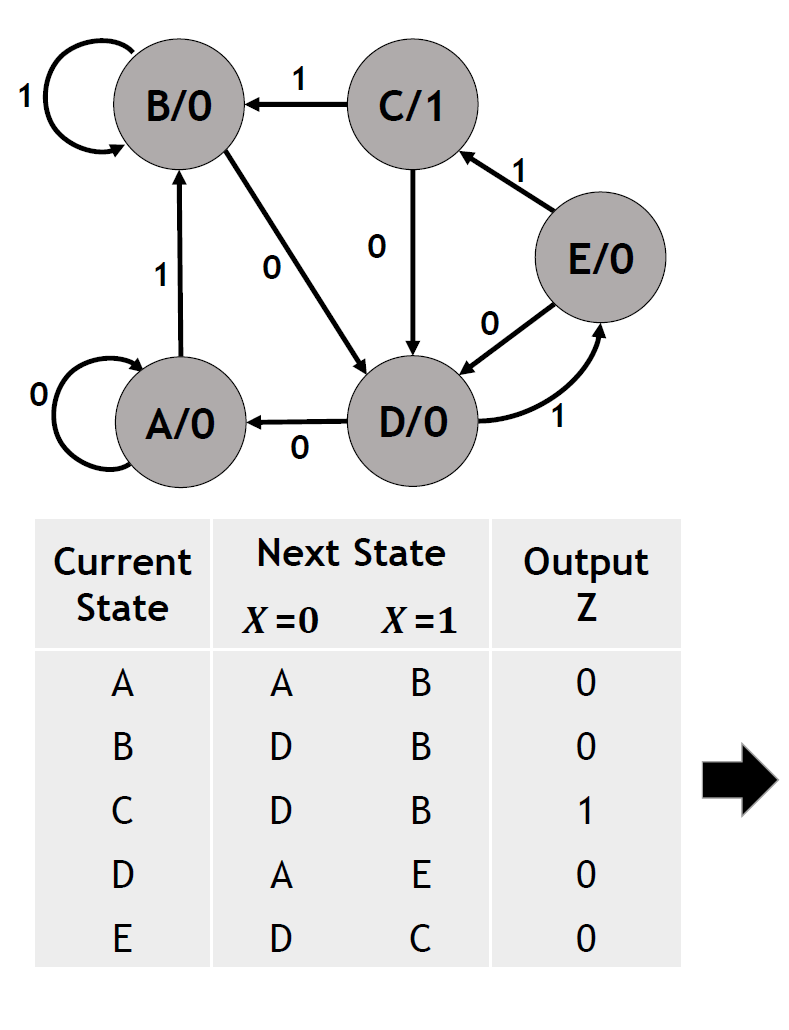 1
B/0
1
C/1
1
E/0
0
0
1
0
0
A/0
0
D/0
1
Current State
Next State
X=0 X=1
Output Z
A A B 0
B D B 0
C D B 1
D A E 0
E D C 0